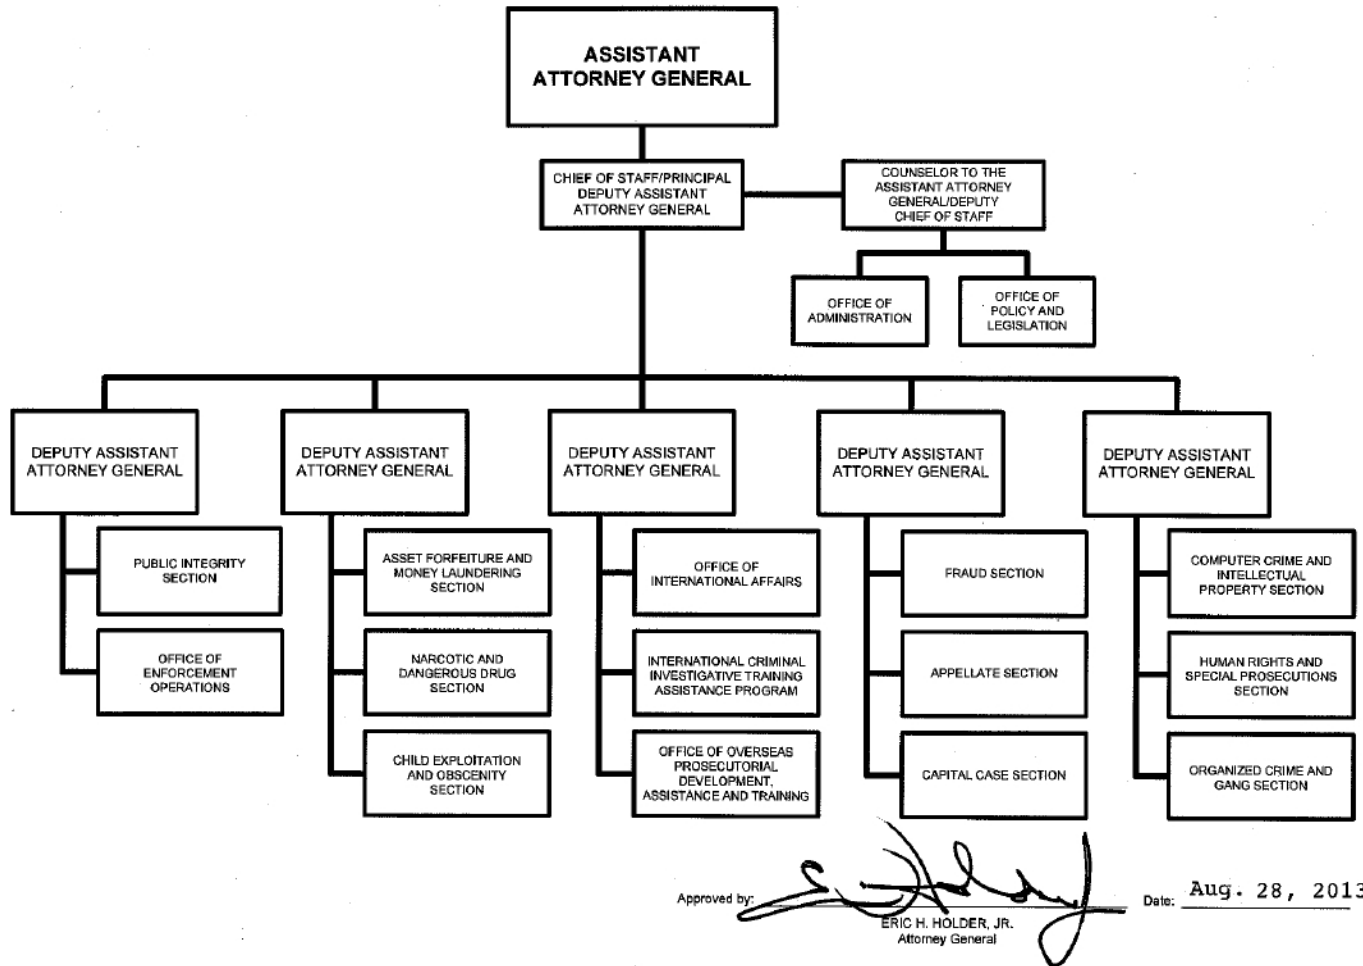 ASSISTANT
ATTORNEY GENERAL
CHIEF OF STAFF/PRINCIPAL
DEPUTY ASSISTANT
ATTORNEY GENERAL
COUNSELOR TO THE
ASSISTANT ATTORNEY
GENERAL/DEPUTY
CHIEF OF STAFF
OFFICE OF
ADMINISTRATION
OFFICE OF
POLICY AND
LEGISLATION
DEPUTY ASSISTANT
ATTORNEY GENERAL
DEPUTY ASSISTANT
ATTORNEY GENERAL
DEPUTY ASSISTANT
ATTORNEY GENERAL
DEPUTY ASSISTANT
ATTORNEY GENERAL
DEPUTY ASSISTANT
ATTORNEY GENERAL
PUBLIC INTEGRITY
SECTION
OFFICE OF
ENFORCEMENT
OPERATIONS
ASSET FORFEITURE AND
MONEY LAUNDERING
SECTION
NARCOTIC AND
DANGEROUS DRUG
SECTION
CHILD EXPLOITATION
AND OBSCENITY
SECTION
OFFICE OF
INTERNATIONAL AFFAIRS
INTERNATIONAL CRIMINAL
INVESTIGATIVE TRAINING
ASSISTANCE PROGRAM
OFFICE OF OVERSEAS
PROSECUTORIAL
DEVELOPMENT,
ASSISTANCE AND TRAINING
FRAUD SECTION
APPELLATE SECTION
CAPITAL CASE SECTION
COMPUTER CRIME AND
INTELLECTUAL
PROPERTY SECTION
HUMAN RIGHTS AND
SPECIAL PROSECUTIONS
SECTION
ORGANIZED CRIME AND
GANG SECTION
Approved by:
ERIC H. HOLDER, JR.
Attorney General
Date: Aug. 28, 2013